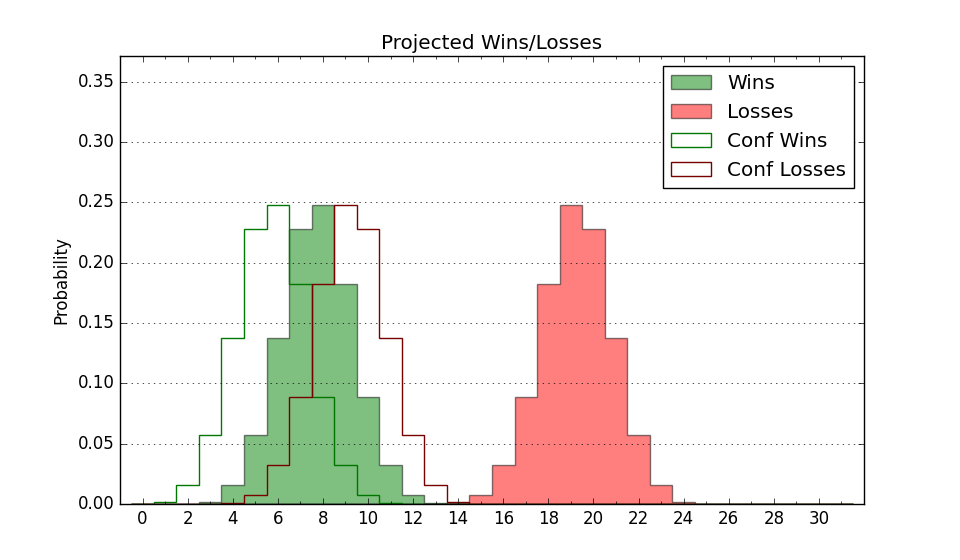 Projected Wins/Losses
Wins
Losses
Conf Wins
Conf Losses
Probability
0.35
0.30
0.25
0.20
0.15
0.10
0.05
0.00
0 2 4 6 8 10 12 14 16 18 20 22 24 26 28 30